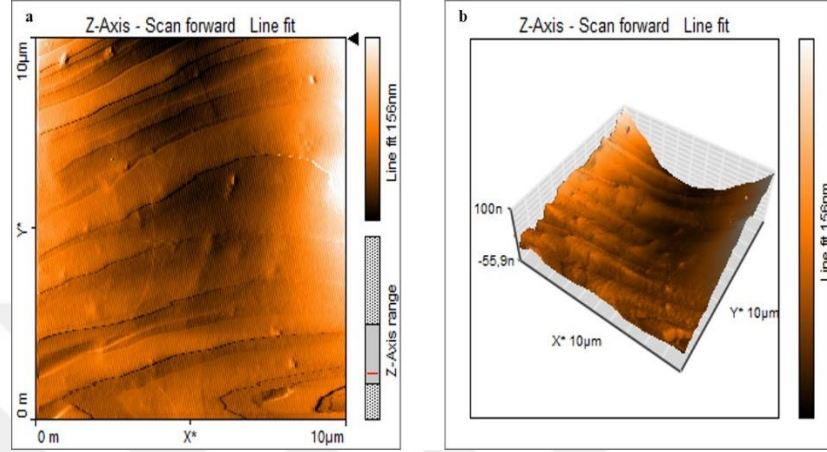 a
Z-Axis - Scan forward Line fit
10µm
Y*
0 m
0 m
X*
10µm
Line fit 156nm
Z-Axis range
b
Z-Axis - Scan forward Line fit
100n
-55,9n
X* 10µm
Y* 10µm
Line fit 156nm